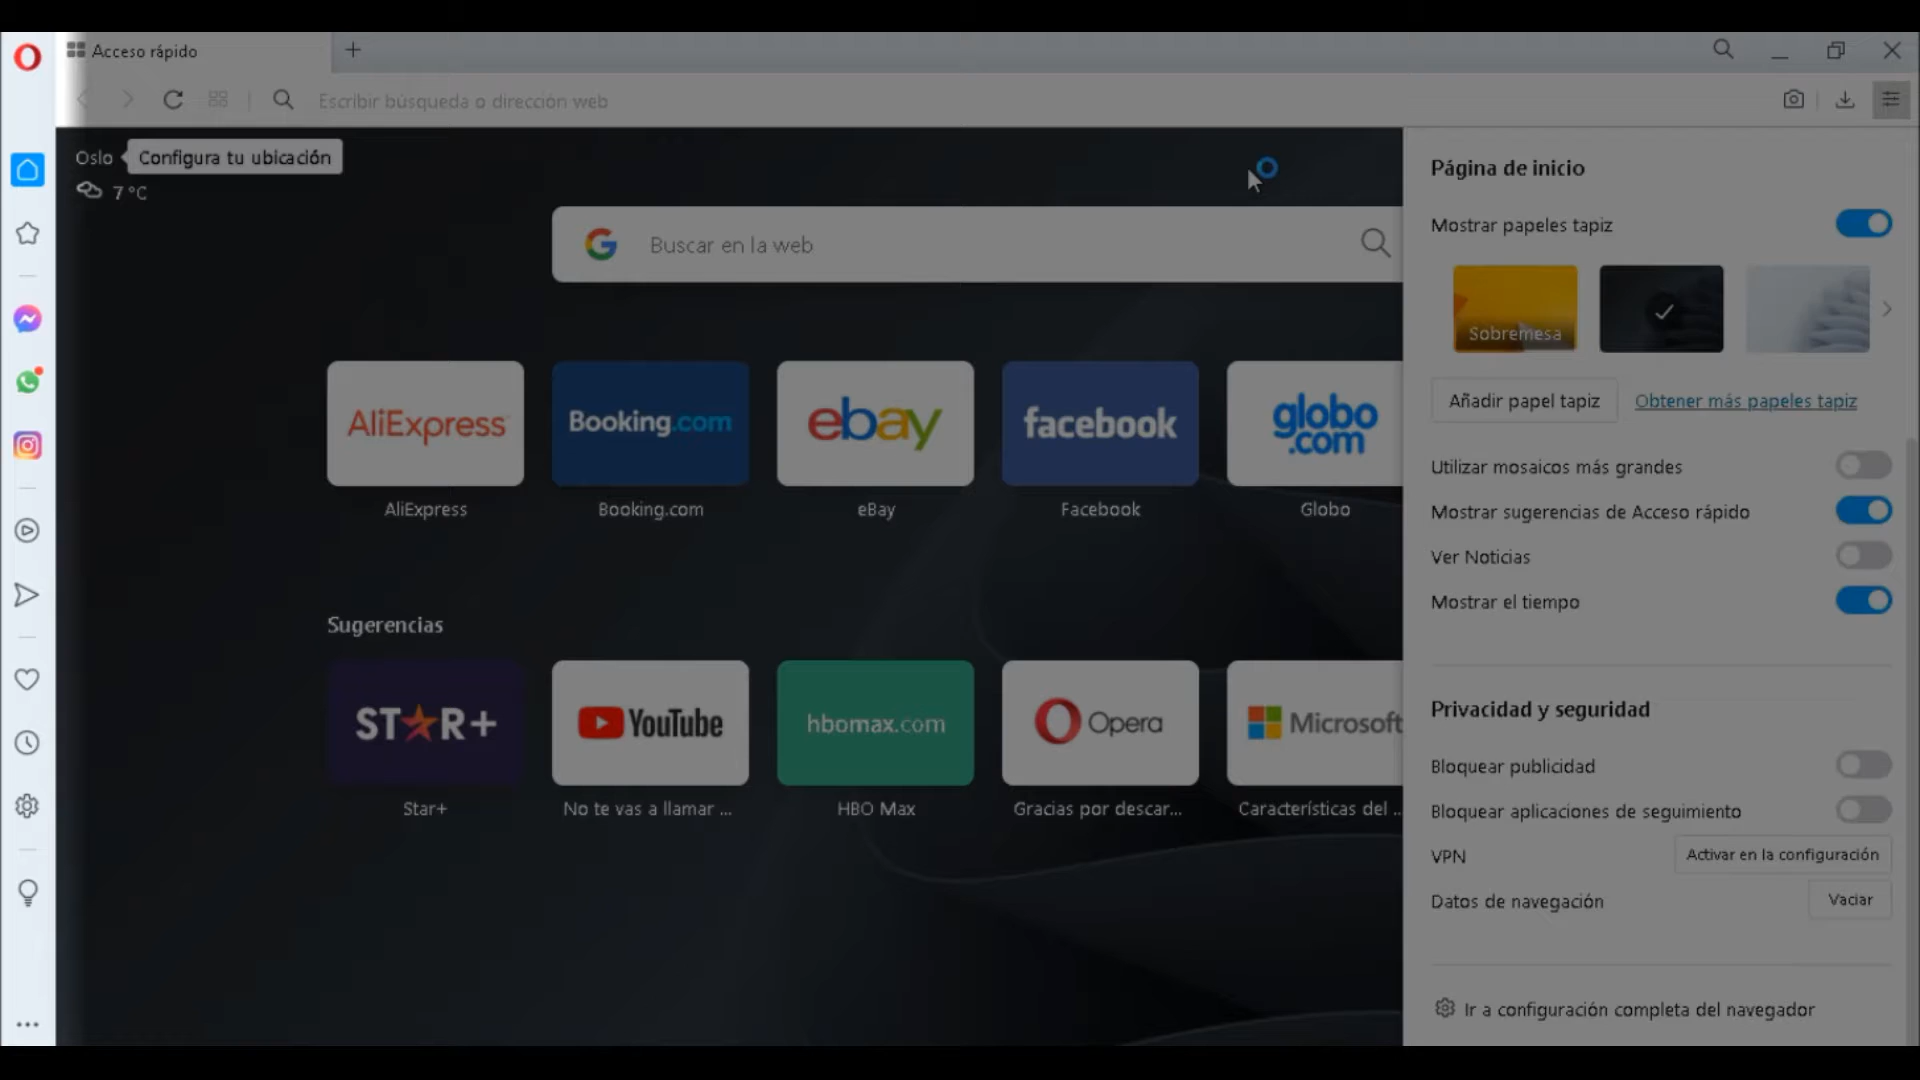 Acceso rápido
Escribir búsqueda o dirección web
Oslo
Configura tu ubicación
7 °C
Buscar en la web
AliExpress
Booking.com
ebay
facebook
globo
.com
AliExpress
Booking.com
eBay
Facebook
Globo
Sugerencias
ST★R+
YouTube
hbomax.com
Opera
Microsoft
Star+
No te vas a llamar ...
HBO Max
Gracias por descar...
Características del ...
Página de inicio
Mostrar papeles tapiz
Sobremesa
Añadir papel tapiz
Obtener más papeles tapiz
Utilizar mosaicos más grandes
Mostrar sugerencias de Acceso rápido
Ver Noticias
Mostrar el tiempo
Privacidad y seguridad
Bloquear publicidad
Bloquear aplicaciones de seguimiento
VPN
Activar en la configuración
Datos de navegación
Vaciar
Ir a configuración completa del navegador